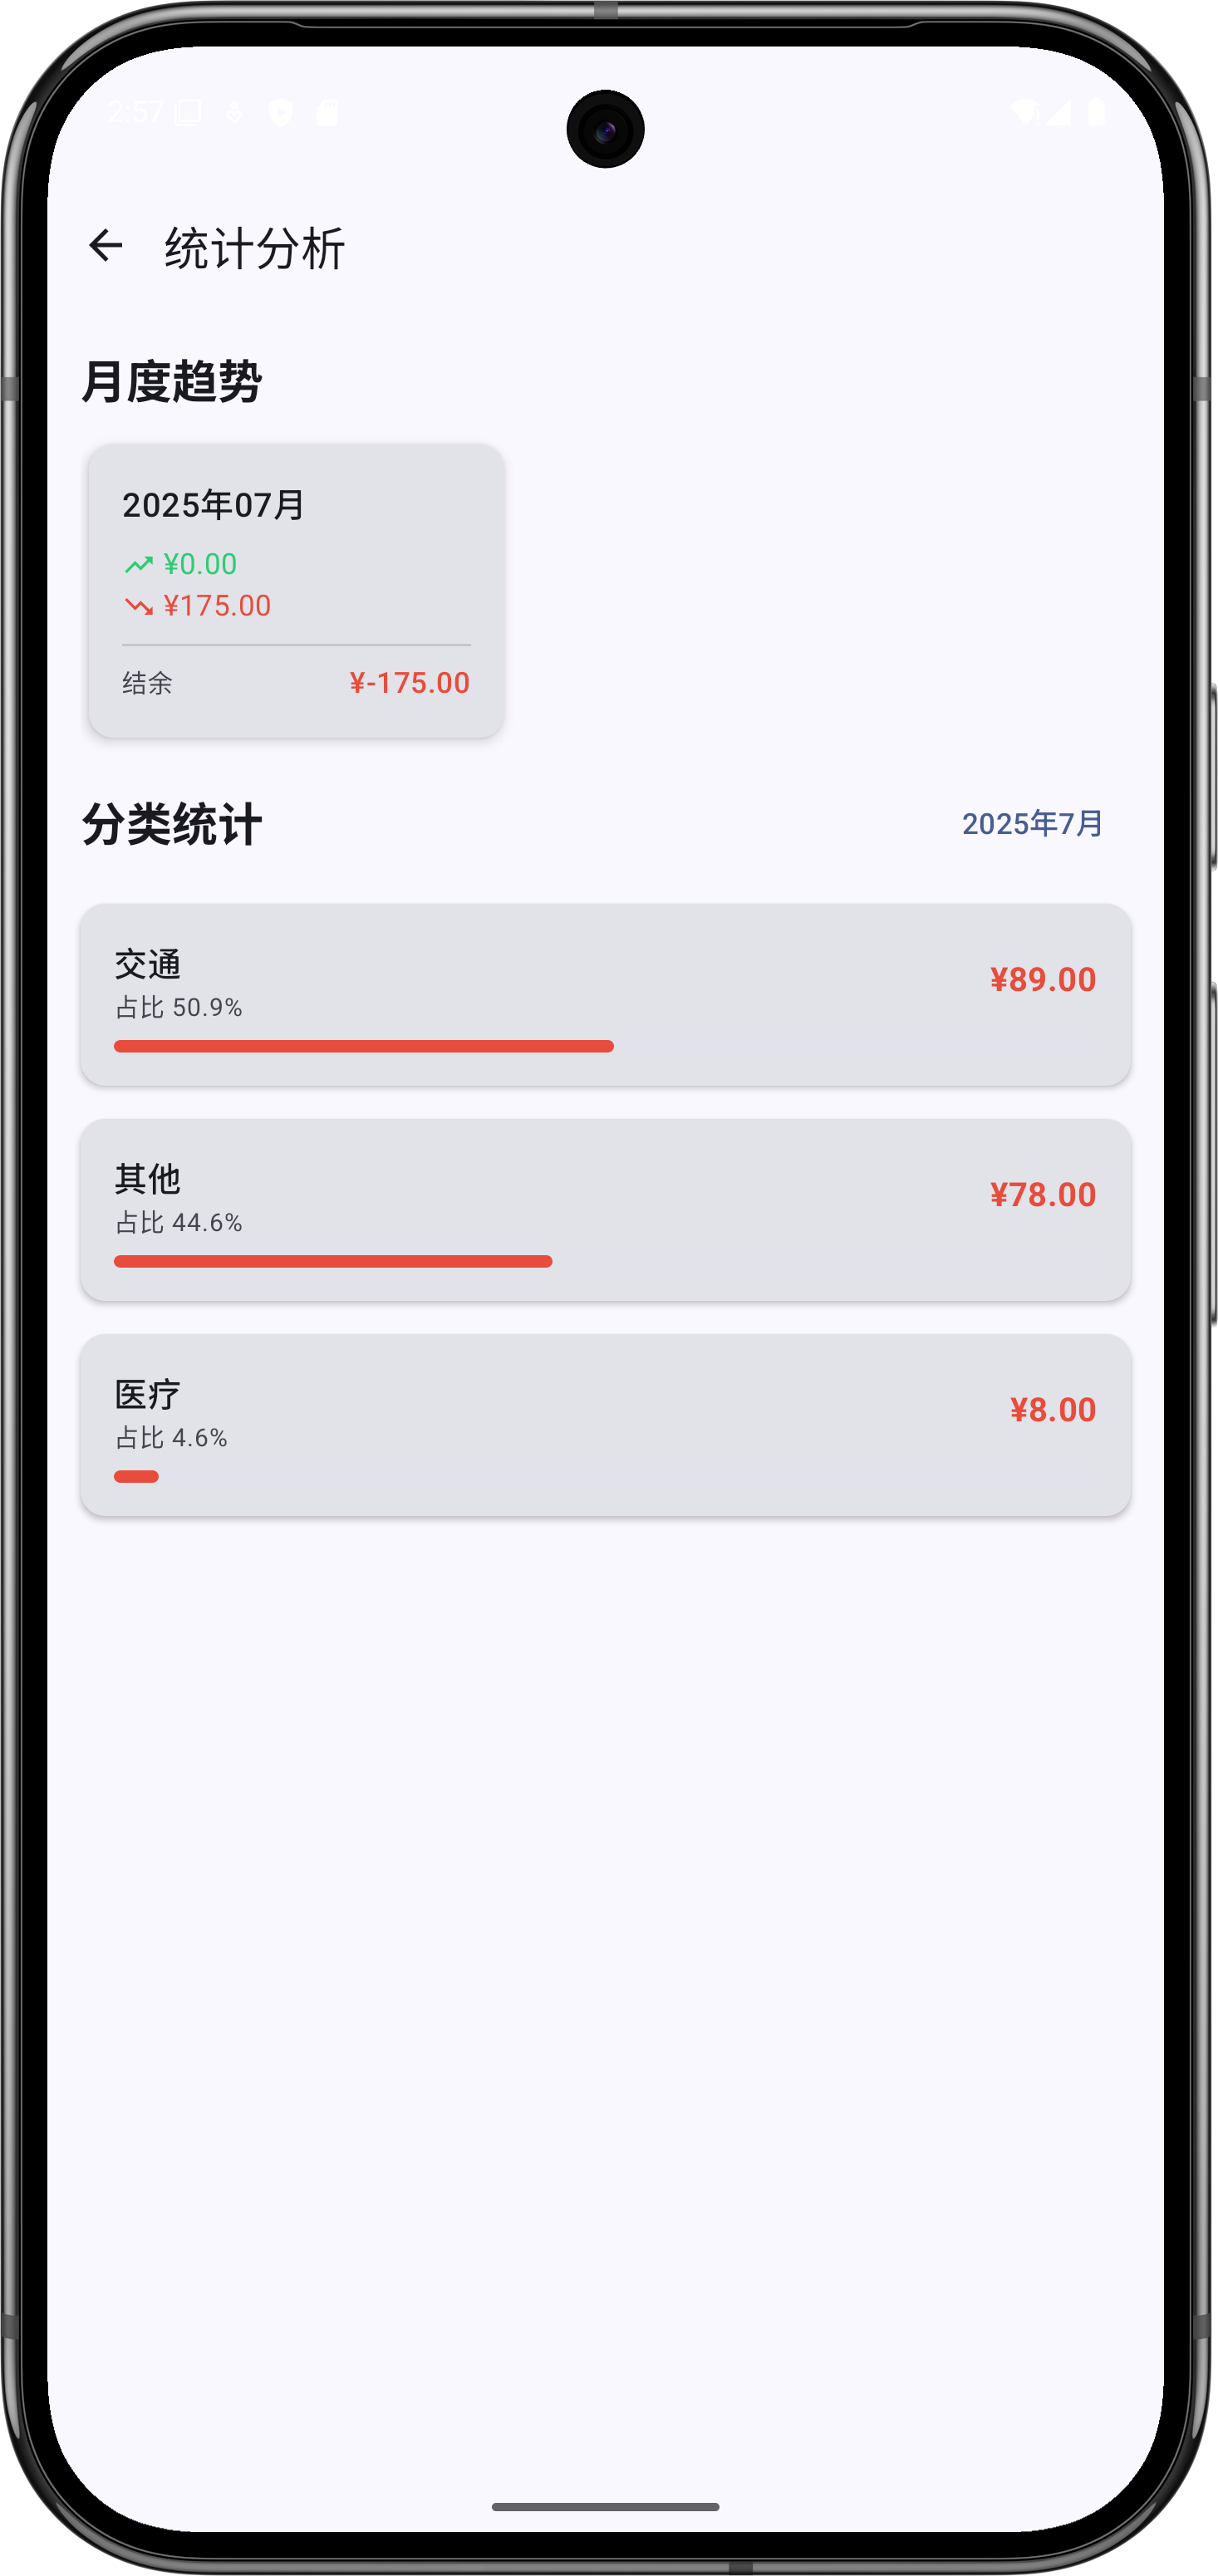 2:57
统计分析
月度趋势
2025年07月
¥0.00
¥175.00
结余 ¥-175.00
分类统计 2025年7月
交通
¥89.00
占比 50.9%
其他
¥78.00
占比 44.6%
医疗
¥8.00
占比 4.6%